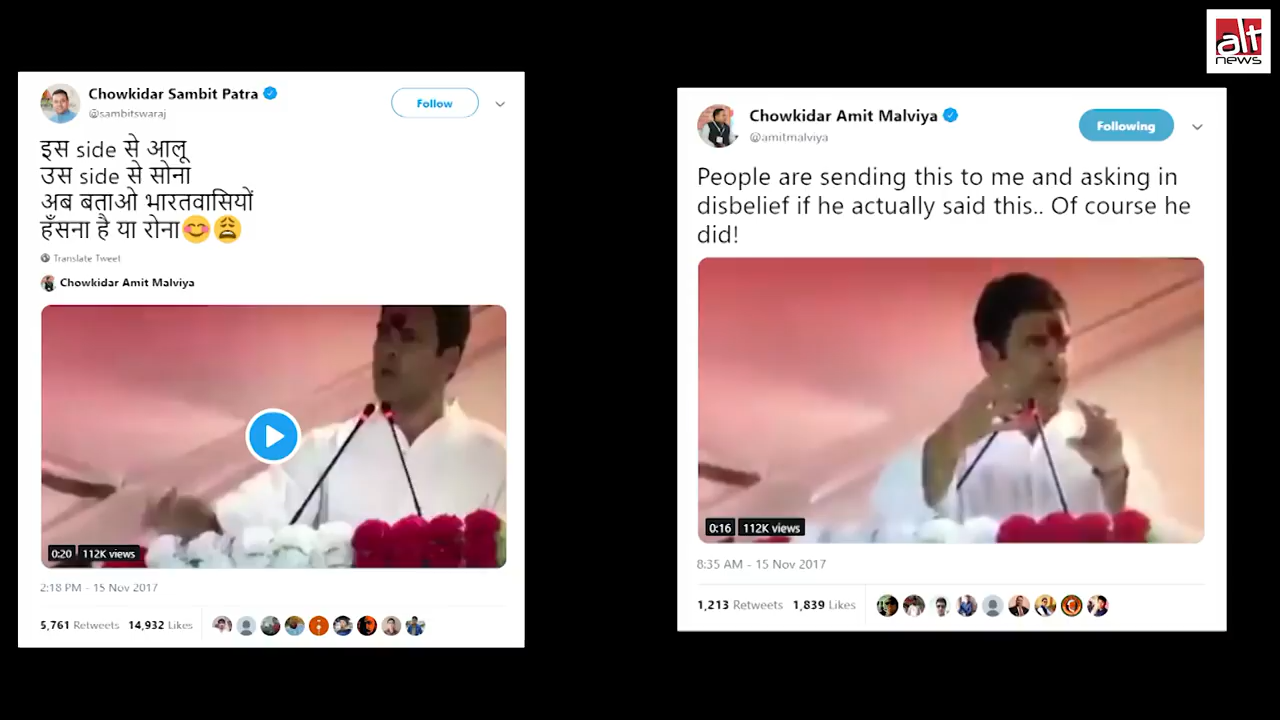 alt
news
Chowkidar Sambit Patra
@sambitswaraj
Follow
इस side से आलू
उस side से सोना
अब बताओ भारतवासियों
हँसना है या रोना😊😩
Translate Tweet
Chowkidar Amit Malviya
0:20 112K views
2:18 PM - 15 Nov 2017
5,761 Retweets 14,932 Likes
Chowkidar Amit Malviya
@amitmalviya
Following
People are sending this to me and asking in
disbelief if he actually said this.. Of course he
did!
0:16 112K views
8:35 AM - 15 Nov 2017
1,213 Retweets 1,839 Likes